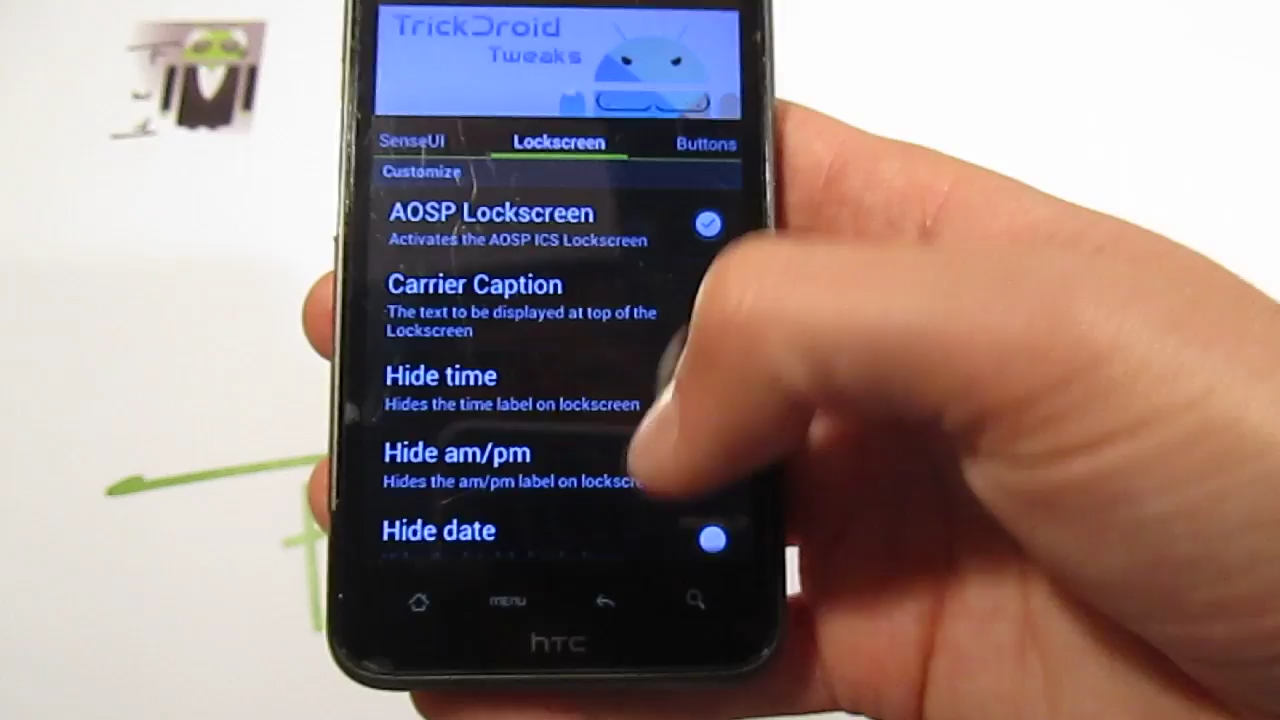 TrickDroid
Tweaks
SenseUI Lockscreen Buttons
Customize
AOSP Lockscreen
Activates the AOSP ICS Lockscreen
Carrier Caption
The text to be displayed at top of the
Lockscreen
Hide time
Hides the time label on lockscreen
Hide am/pm
Hides the am/pm label on lockscre
Hide date
MENU
hTC